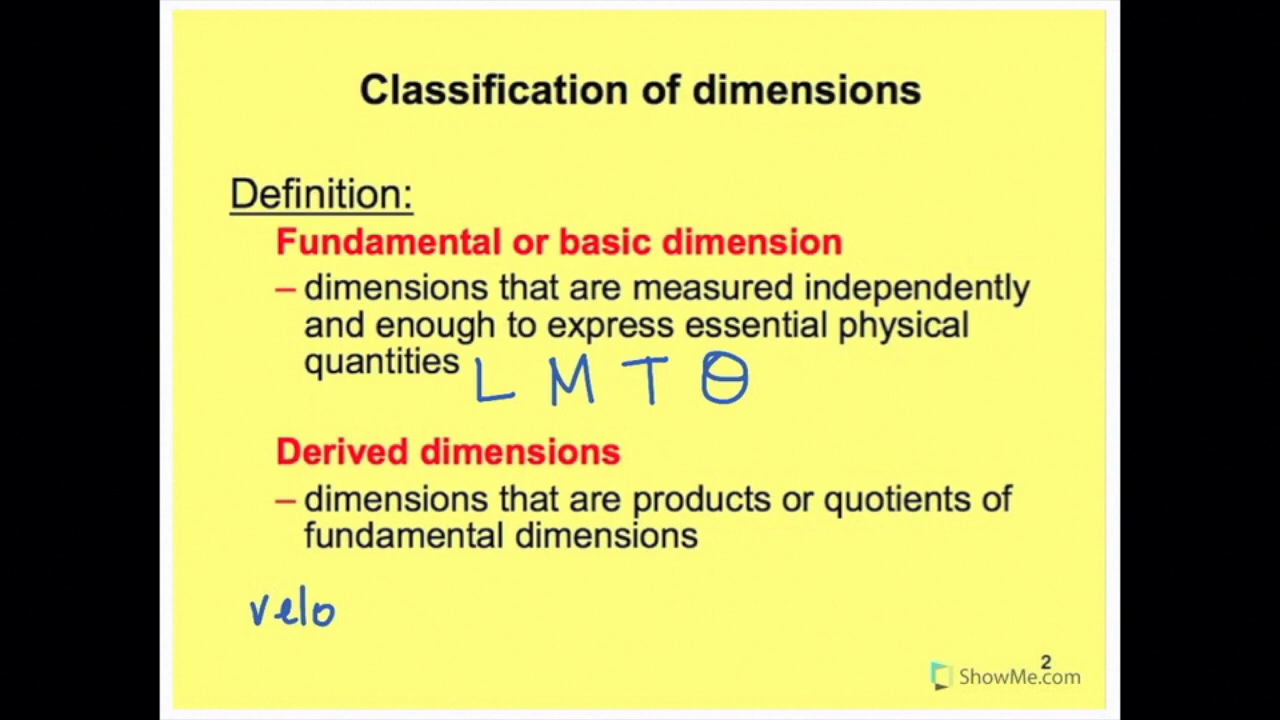 Classification of dimensions
Definition:
Fundamental or basic dimension
– dimensions that are measured independently
and enough to express essential physical
quantities L M T Θ
Derived dimensions
– dimensions that are products or quotients of
fundamental dimensions
velo
2
ShowMe.com